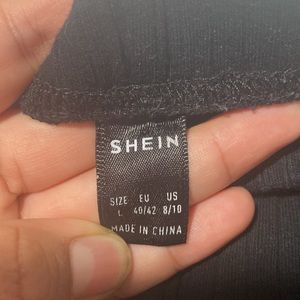 SHEIN
SIZE EU US
L 40/42 8/10
MADE IN CHINA